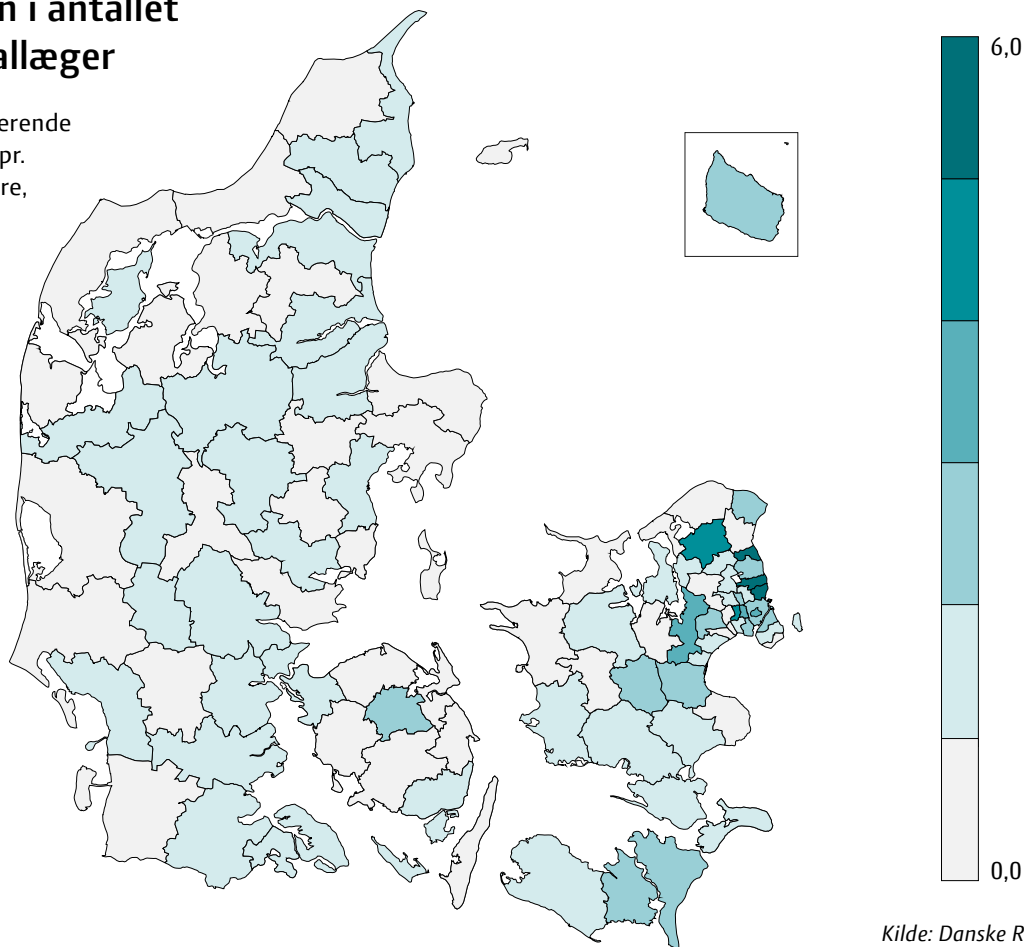 n i antallet
allæger
erende
pr.
re,
6,0
0,0
Kilde: Danske R